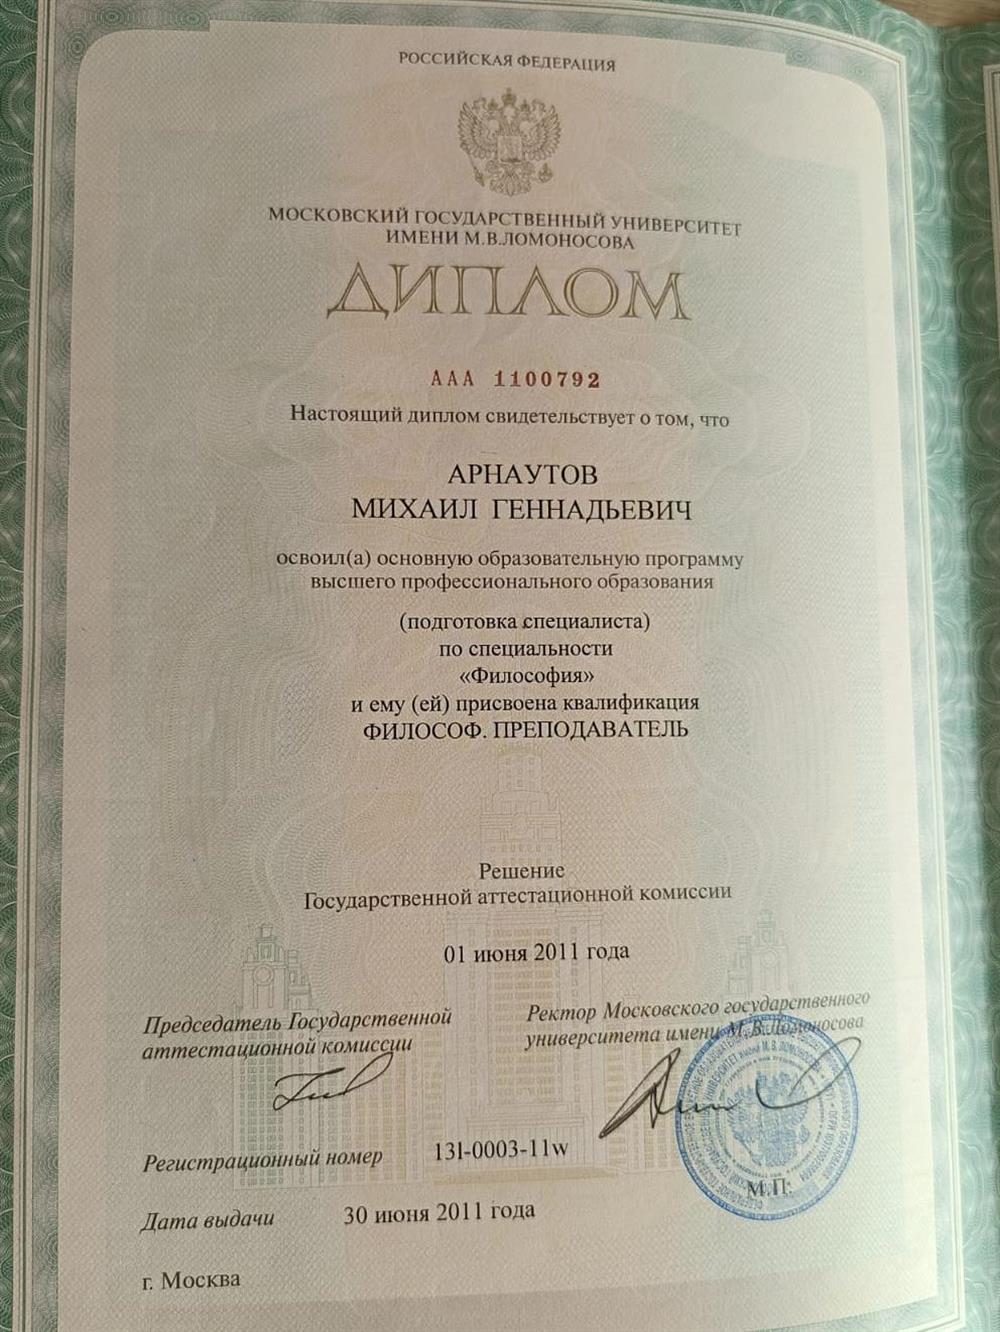 РОССИЙСКАЯ ФЕДЕРАЦИЯ
МОСКОВСКИЙ ГОСУДАРСТВЕННЫЙ УНИВЕРСИТЕТ
ИМЕНИ М.В.ЛОМОНОСОВА
ДИПЛОМ
ААА 1100792
Настоящий диплом свидетельствует о том, что
АРНАУТОВ
МИХАИЛ ГЕННАДЬЕВИЧ
освоил(а) основную образовательную программу
высшего профессионального образования
(подготовка специалиста)
по специальности
«Философия»
и ему (ей) присвоена квалификация
ФИЛОСОФ. ПРЕПОДАВАТЕЛЬ
Решение
Государственной аттестационной комиссии
01 июня 2011 года
Председатель Государственной
аттестационной комиссии
Ректор Московского государственного
университета имени М.В.Ломоносова
Регистрационный номер 13I-0003-11w
М.П.
Дата выдачи 30 июня 2011 года
г. Москва